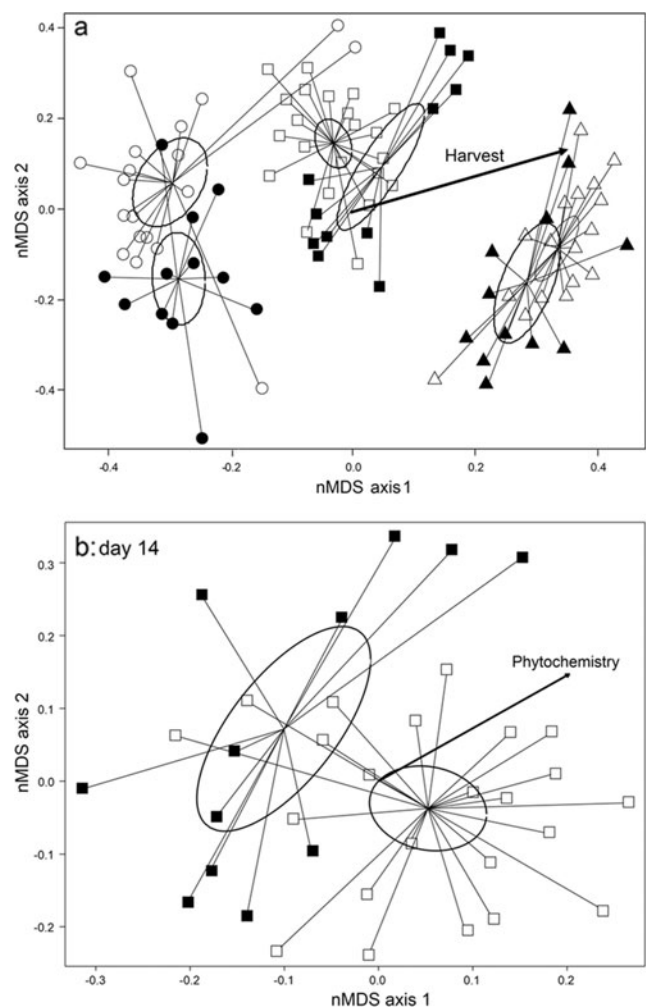 a
0.4
0.2
0.0
-0.2
-0.4
nMDS axis 2
Harvest
-0.4 -0.2 0.0 0.2 0.4
nMDS axis1
b: day 14
0.3
0.2
0.1
0.0
-0.1
-0.2
nMDS axis 2
Phytochemistry
-0.3 -0.2 -0.1 0.0 0.1 0.2
nMDS axis 1